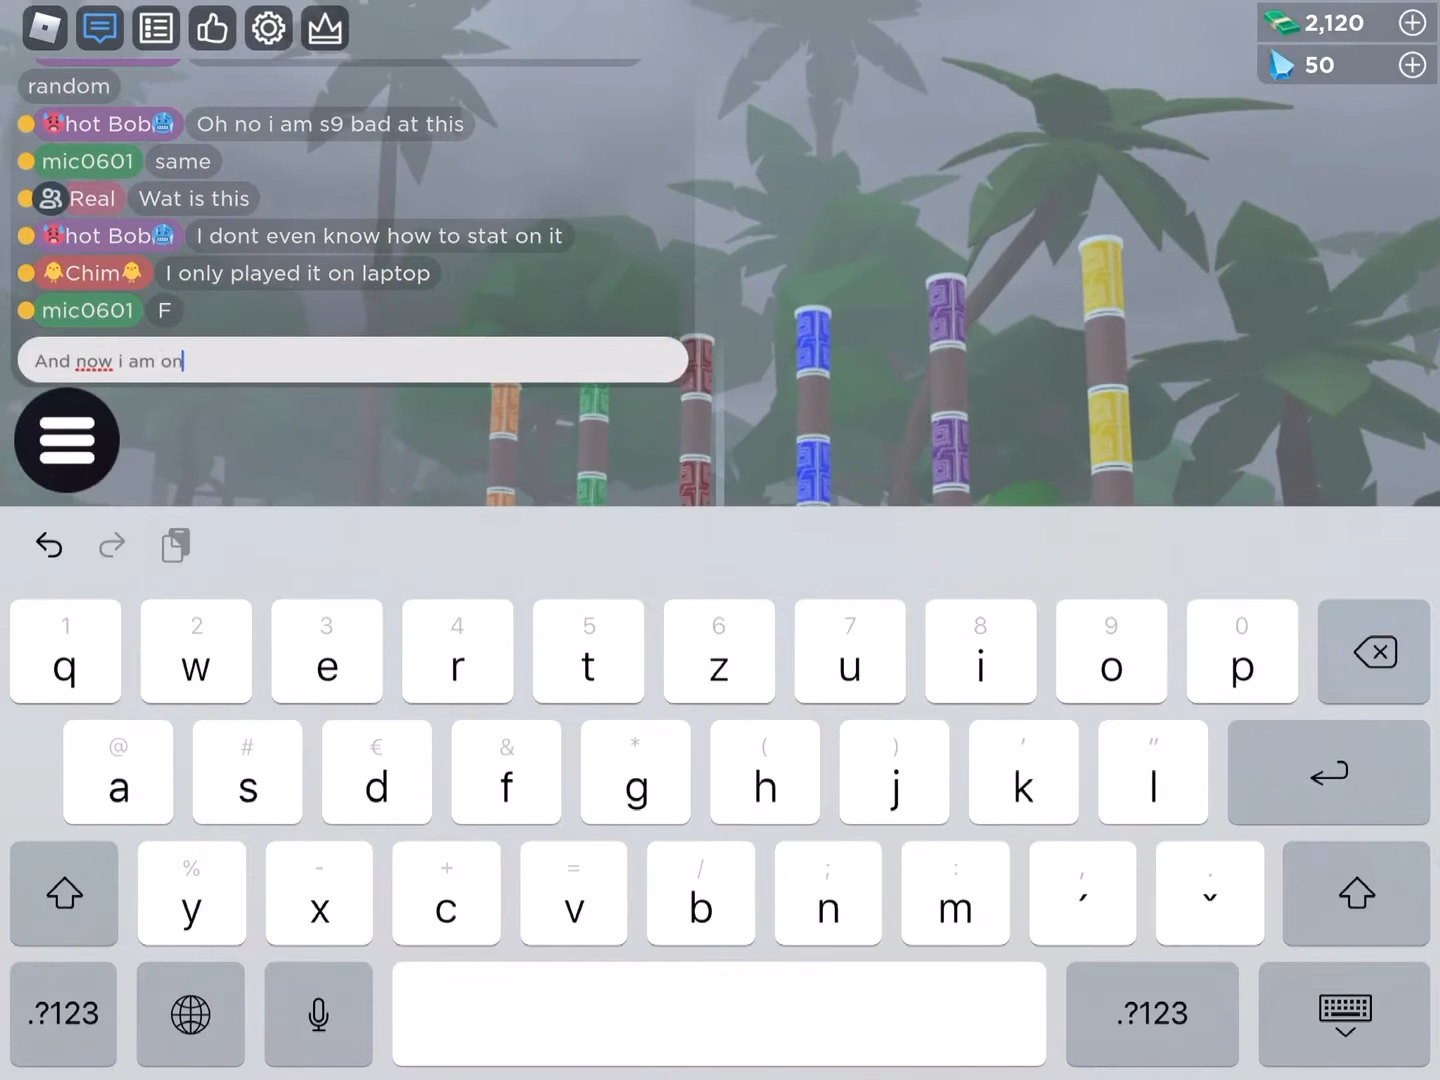 2,120
50
random
🥵hot Bob🥶 Oh no i am s9 bad at this
mic0601 same
Real Wat is this
🥵hot Bob🥶 I dont even know how to stat on it
🐥Chim🐥 I only played it on laptop
mic0601 F
And now i am on
1 2 3 4 5 6 7 8 9 0
q w e r t z u i o p
@ # € & * ( ) ' "
a s d f g h j k l
% - + = / ; : , .
y x c v b n m ´ ˇ
.?123 .?123